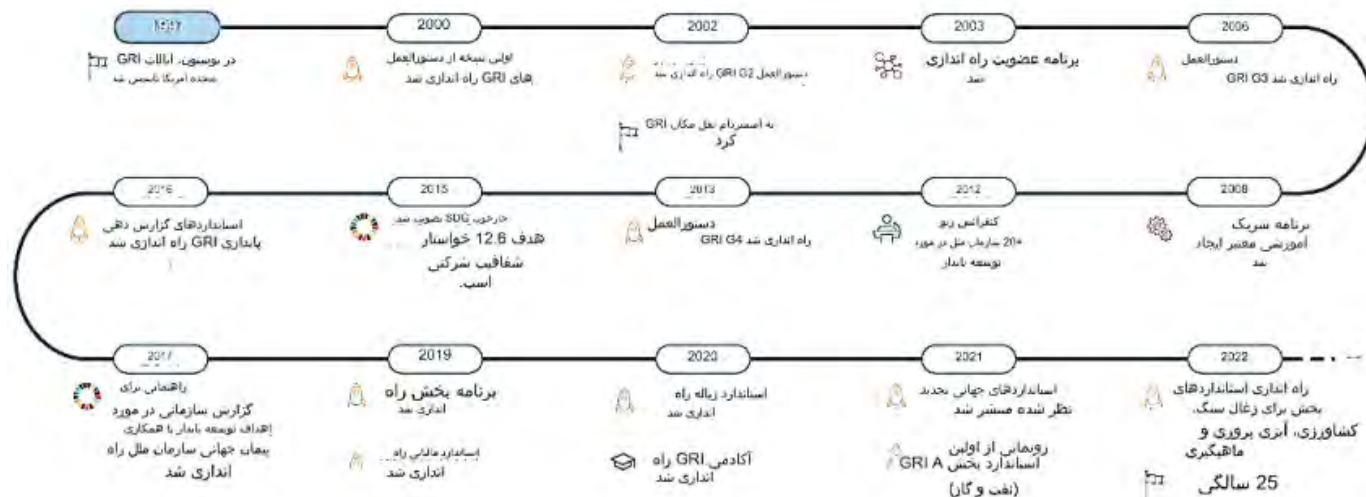 1997
GRI در بوستون، ایالات
متحده آمریکا تاسیس شد
2000
اولین نسخه از دستورالعمل
های GRI راه اندازی شد
2002
دستورالعمل GRI G2 راه اندازی شد
GRI به آمستردام نقل مکان
کرد
2003
برنامه عضویت راه اندازی
شد
2006
دستورالعمل
GRI G3 راه اندازی شد
2016
استانداردهای گزارش دهی
پایداری GRI راه اندازی شد
2015
چارچوب SDG تصویب شد.
هدف 12.6 خواستار
شفافیت شرکتی
است.
2013
دستورالعمل
GRI G4 راه اندازی شد
2012
کنفرانس ریو
+20 سازمان ملل در مورد
توسعه پایدار
2008
برنامه شریک
آموزشی معتبر ایجاد
شد
2017
راهنمایی برای
گزارش سازمانی در مورد
اهداف توسعه پایدار با همکاری
پیمان جهانی سازمان ملل راه
اندازی شد
2019
برنامه بخش راه
اندازی شد
استاندارد مالیاتی راه
اندازی شد
2020
استاندارد زباله راه
اندازی شد
آکادمی GRI راه
اندازی شد
2021
استانداردهای جهانی تجدید
نظر شده منتشر شد
رونمایی از اولین
استاندارد بخش GRI A
(نفت و گاز)
2022
راه اندازی استانداردهای
بخش برای زغال سنگ،
کشاورزی، آبزی پروری و
ماهیگیری
25 سالگی